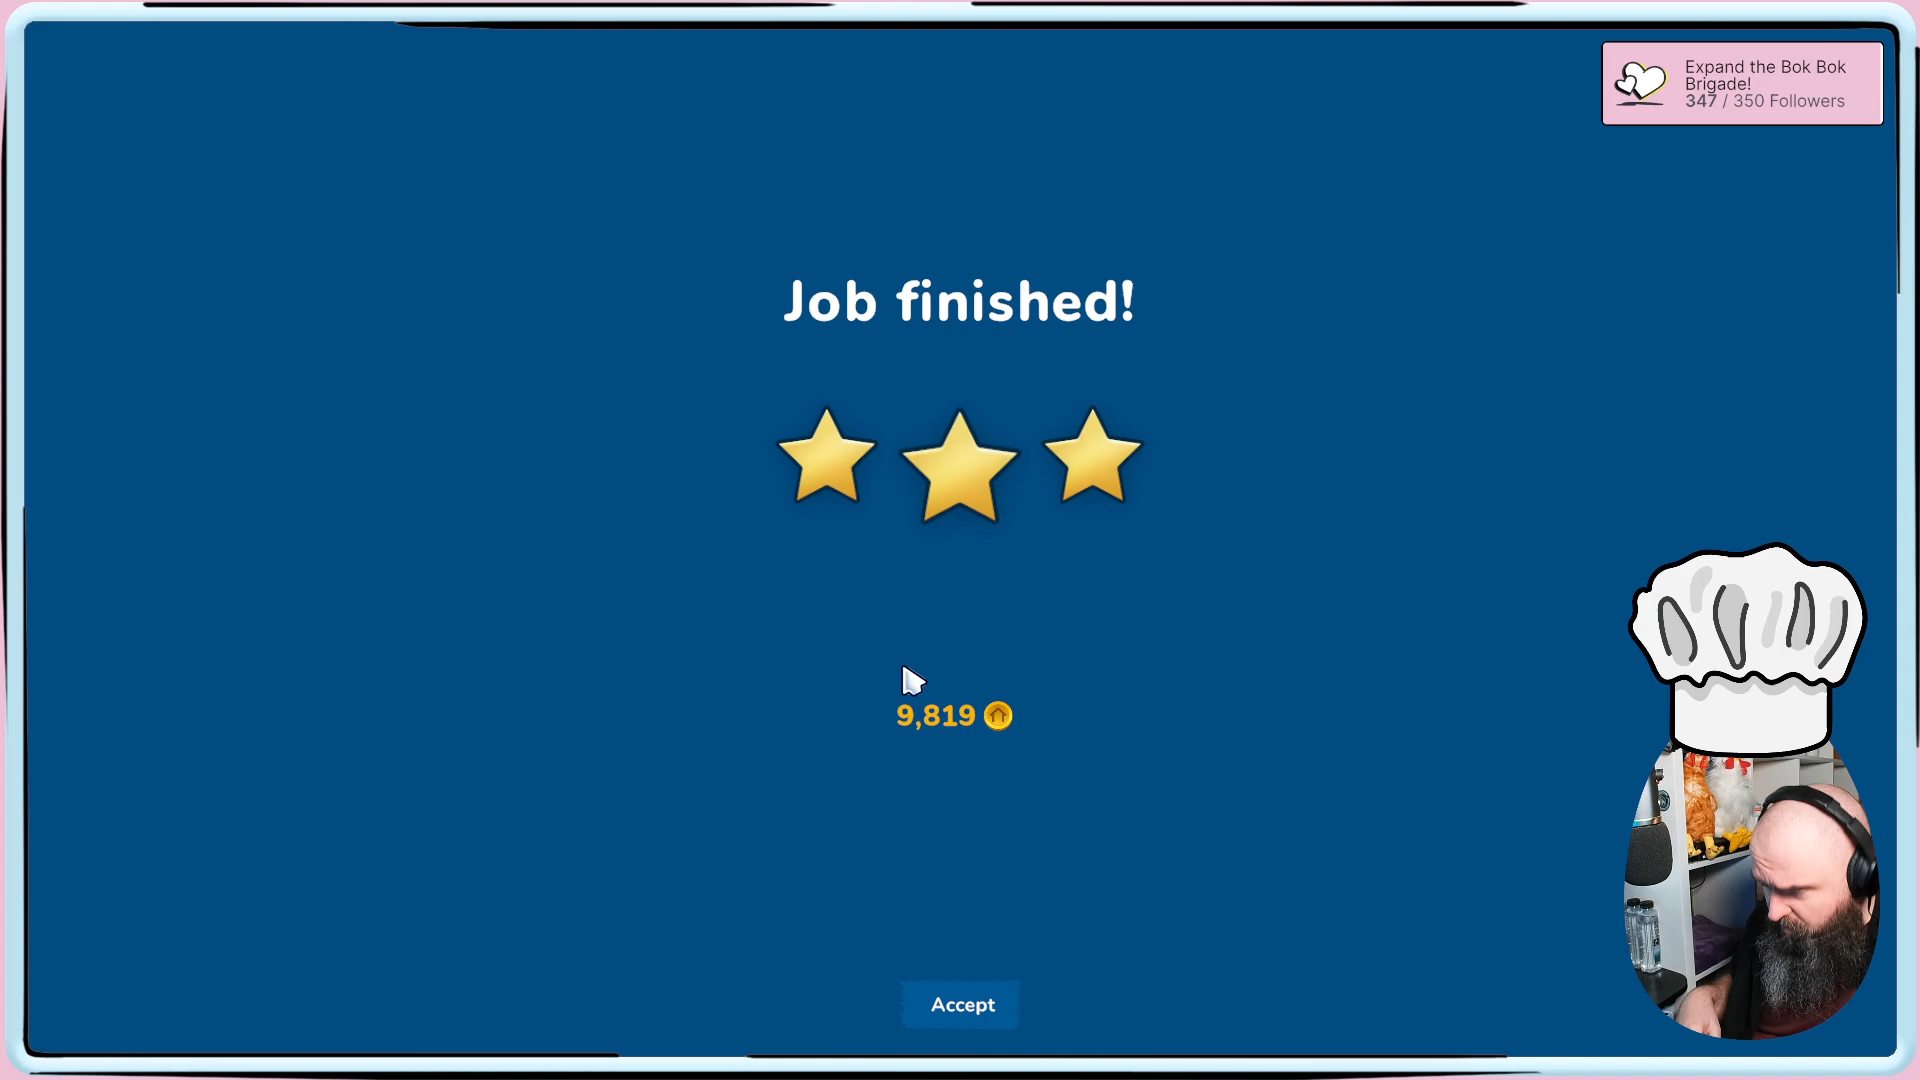 Expand the Bok Bok
Brigade!
347 / 350 Followers
Job finished!
9,819
Accept